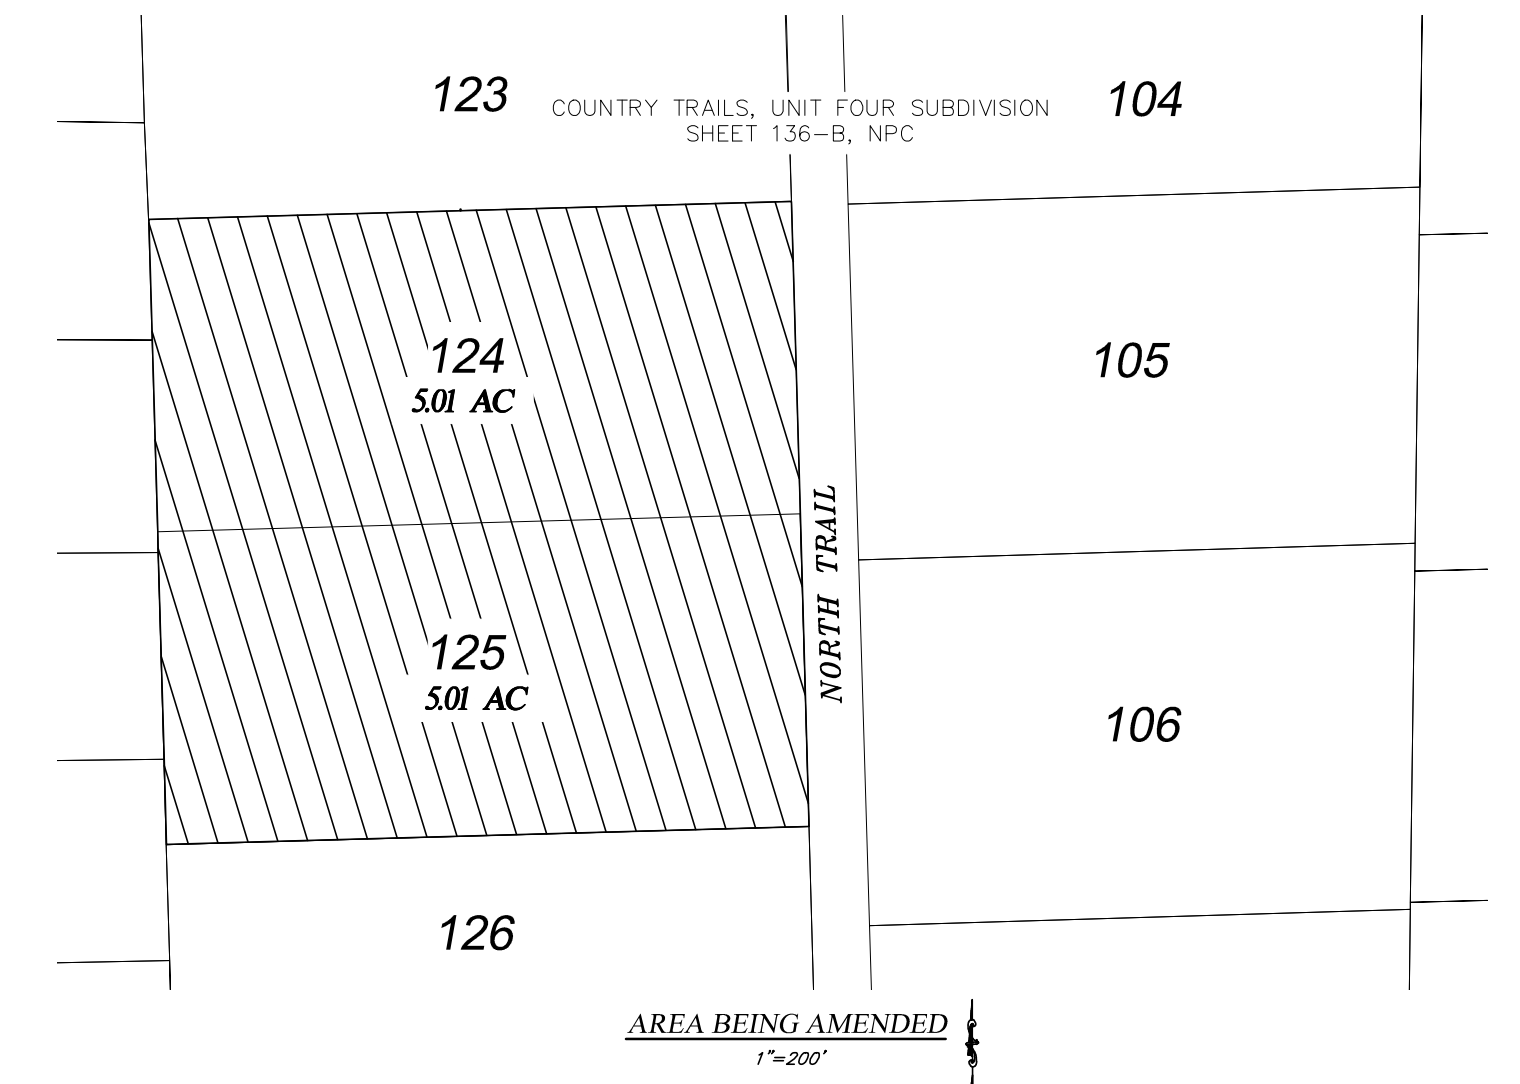 123
104
COUNTRY TRAILS, UNIT FOUR SUBDIVISION
SHEET 136-B, NPC
124
5.01 AC
105
NORTH TRAIL
125
5.01 AC
106
126
AREA BEING AMENDED
1"=200'